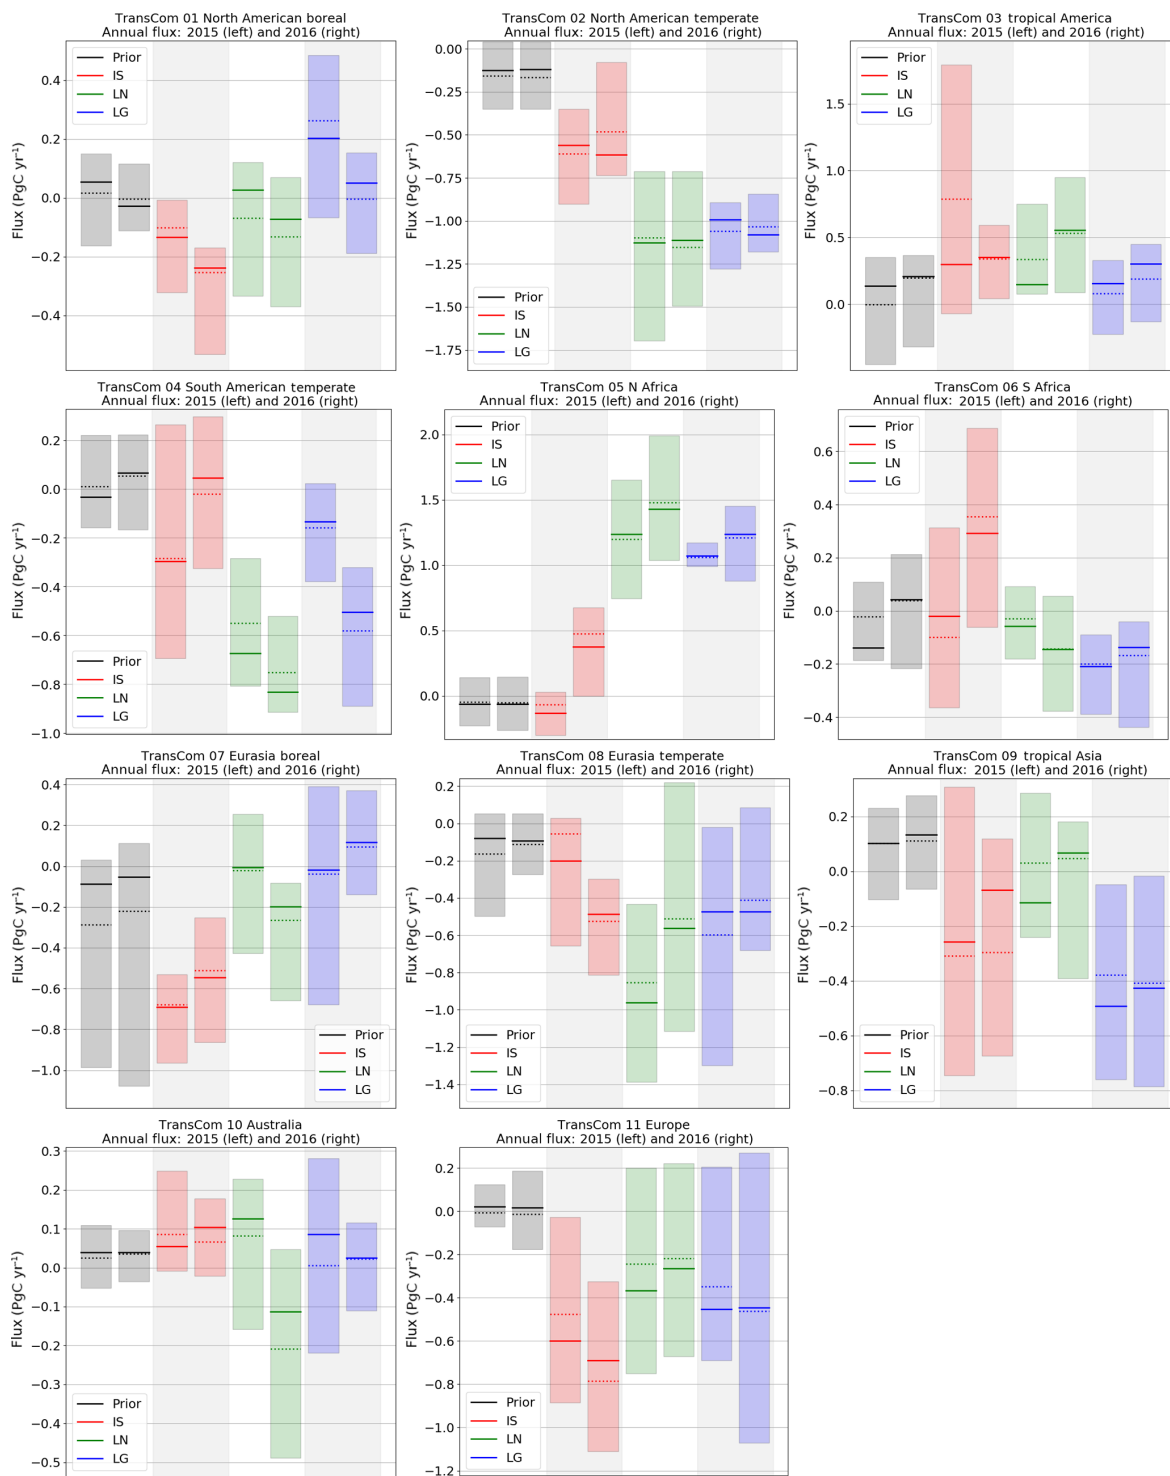 TransCom 01 North American boreal
Annual flux: 2015 (left) and 2016 (right)
Flux (PgC yr⁻¹)
0.4
0.2
0.0
−0.2
−0.4
Prior
IS
LN
LG
TransCom 02 North American temperate
Annual flux: 2015 (left) and 2016 (right)
Flux (PgC yr⁻¹)
0.00
−0.25
−0.50
−0.75
−1.00
−1.25
−1.50
−1.75
Prior
IS
LN
LG
TransCom 03 tropical America
Annual flux: 2015 (left) and 2016 (right)
Flux (PgC yr⁻¹)
1.5
1.0
0.5
0.0
Prior
IS
LN
LG
TransCom 04 South American temperate
Annual flux: 2015 (left) and 2016 (right)
Flux (PgC yr⁻¹)
0.2
0.0
−0.2
−0.4
−0.6
−0.8
−1.0
Prior
IS
LN
LG
TransCom 05 N Africa
Annual flux: 2015 (left) and 2016 (right)
Flux (PgC yr⁻¹)
2.0
1.5
1.0
0.5
0.0
Prior
IS
LN
LG
TransCom 06 S Africa
Annual flux: 2015 (left) and 2016 (right)
Flux (PgC yr⁻¹)
0.6
0.4
0.2
0.0
−0.2
−0.4
Prior
IS
LN
LG
TransCom 07 Eurasia boreal
Annual flux: 2015 (left) and 2016 (right)
Flux (PgC yr⁻¹)
0.4
0.2
0.0
−0.2
−0.4
−0.6
−0.8
−1.0
Prior
IS
LN
LG
TransCom 08 Eurasia temperate
Annual flux: 2015 (left) and 2016 (right)
Flux (PgC yr⁻¹)
0.2
0.0
−0.2
−0.4
−0.6
−0.8
−1.0
−1.2
−1.4
Prior
IS
LN
LG
TransCom 09 tropical Asia
Annual flux: 2015 (left) and 2016 (right)
Flux (PgC yr⁻¹)
0.2
0.0
−0.2
−0.4
−0.6
−0.8
Prior
IS
LN
LG
TransCom 10 Australia
Annual flux: 2015 (left) and 2016 (right)
Flux (PgC yr⁻¹)
0.3
0.2
0.1
0.0
−0.1
−0.2
−0.3
−0.4
−0.5
Prior
IS
LN
LG
TransCom 11 Europe
Annual flux: 2015 (left) and 2016 (right)
Flux (PgC yr⁻¹)
0.2
0.0
−0.2
−0.4
−0.6
−0.8
−1.0
−1.2
Prior
IS
LN
LG